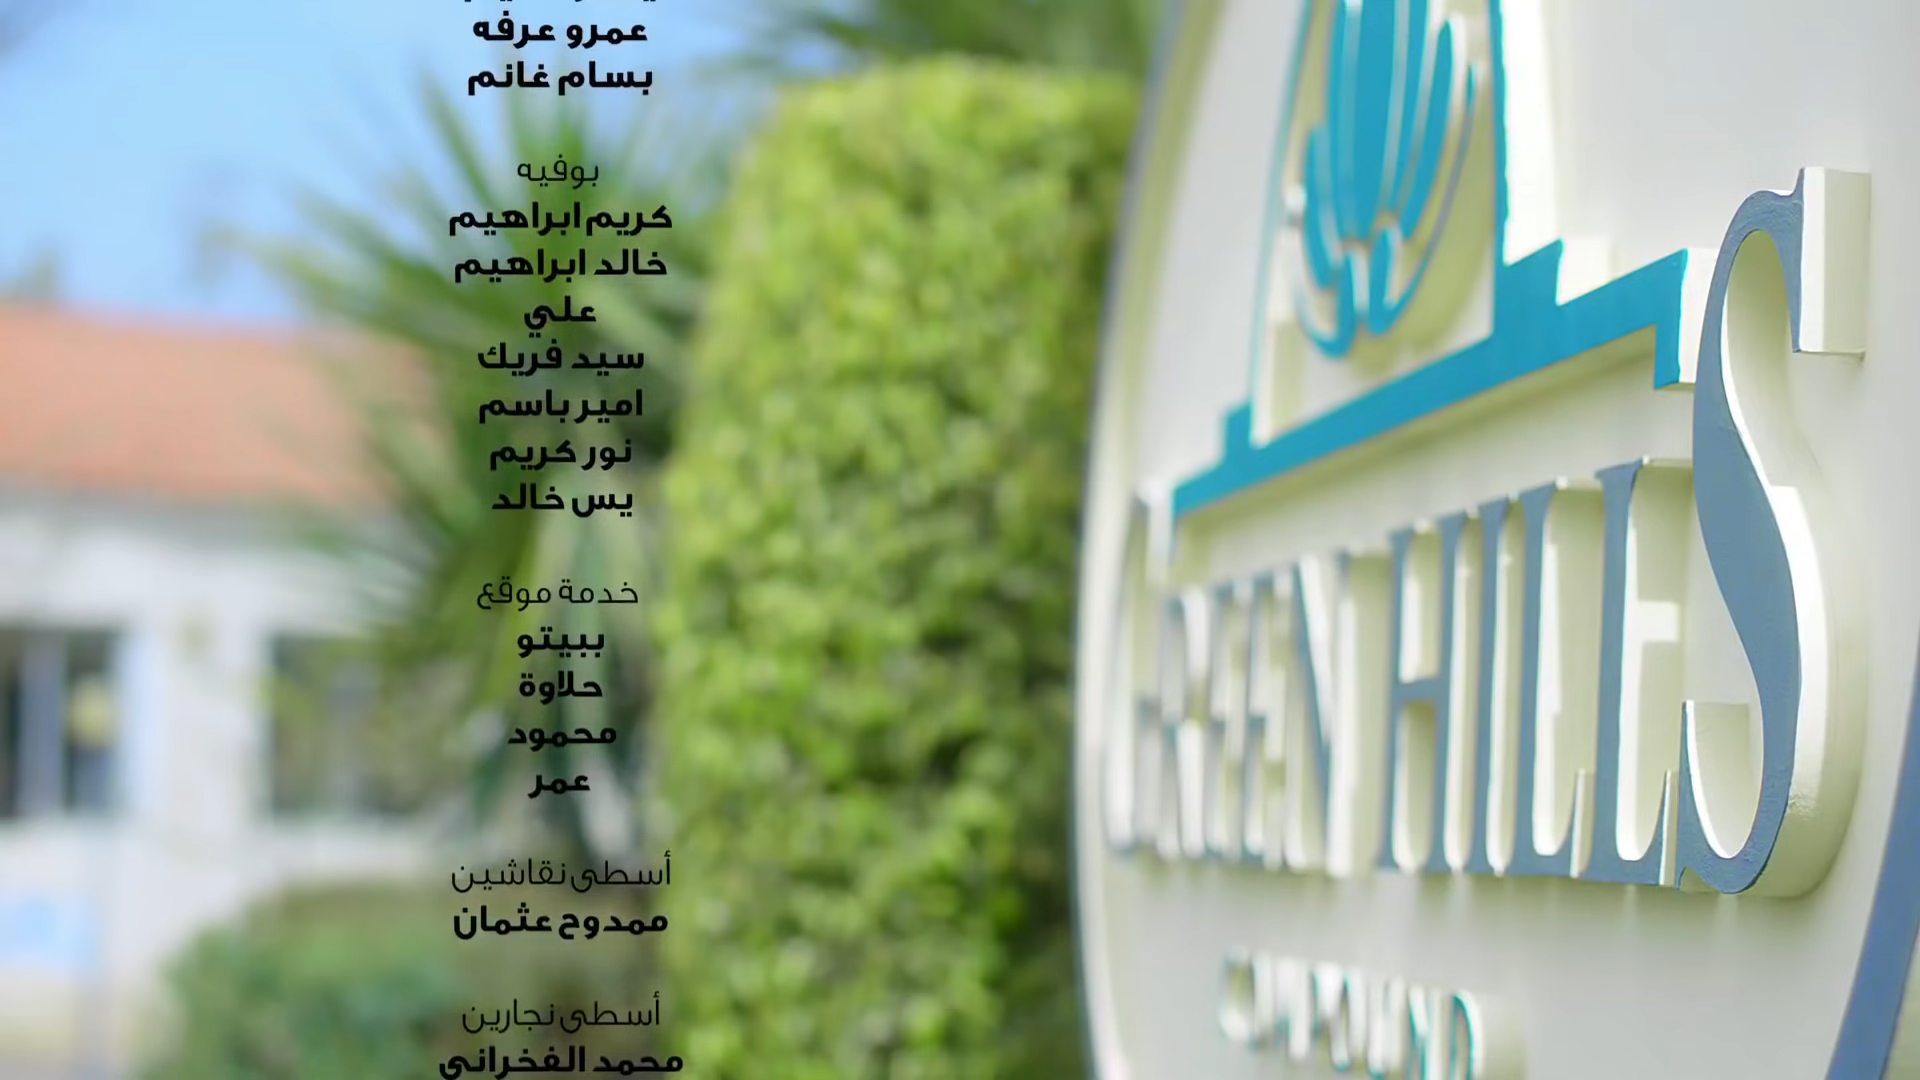 عمرو عرفه
بسام غانم
بوفيه
كريم ابراهيم
خالد ابراهيم
علي
سيد فريك
امير باسم
نور كريم
يس خالد
خدمة موقع
ببيتو
حلاوة
محمود
عمر
أسطى نقاشين
ممدوح عثمان
أسطى نجارين
محمد الفخراني
GREEN HILLS
COMPOUND